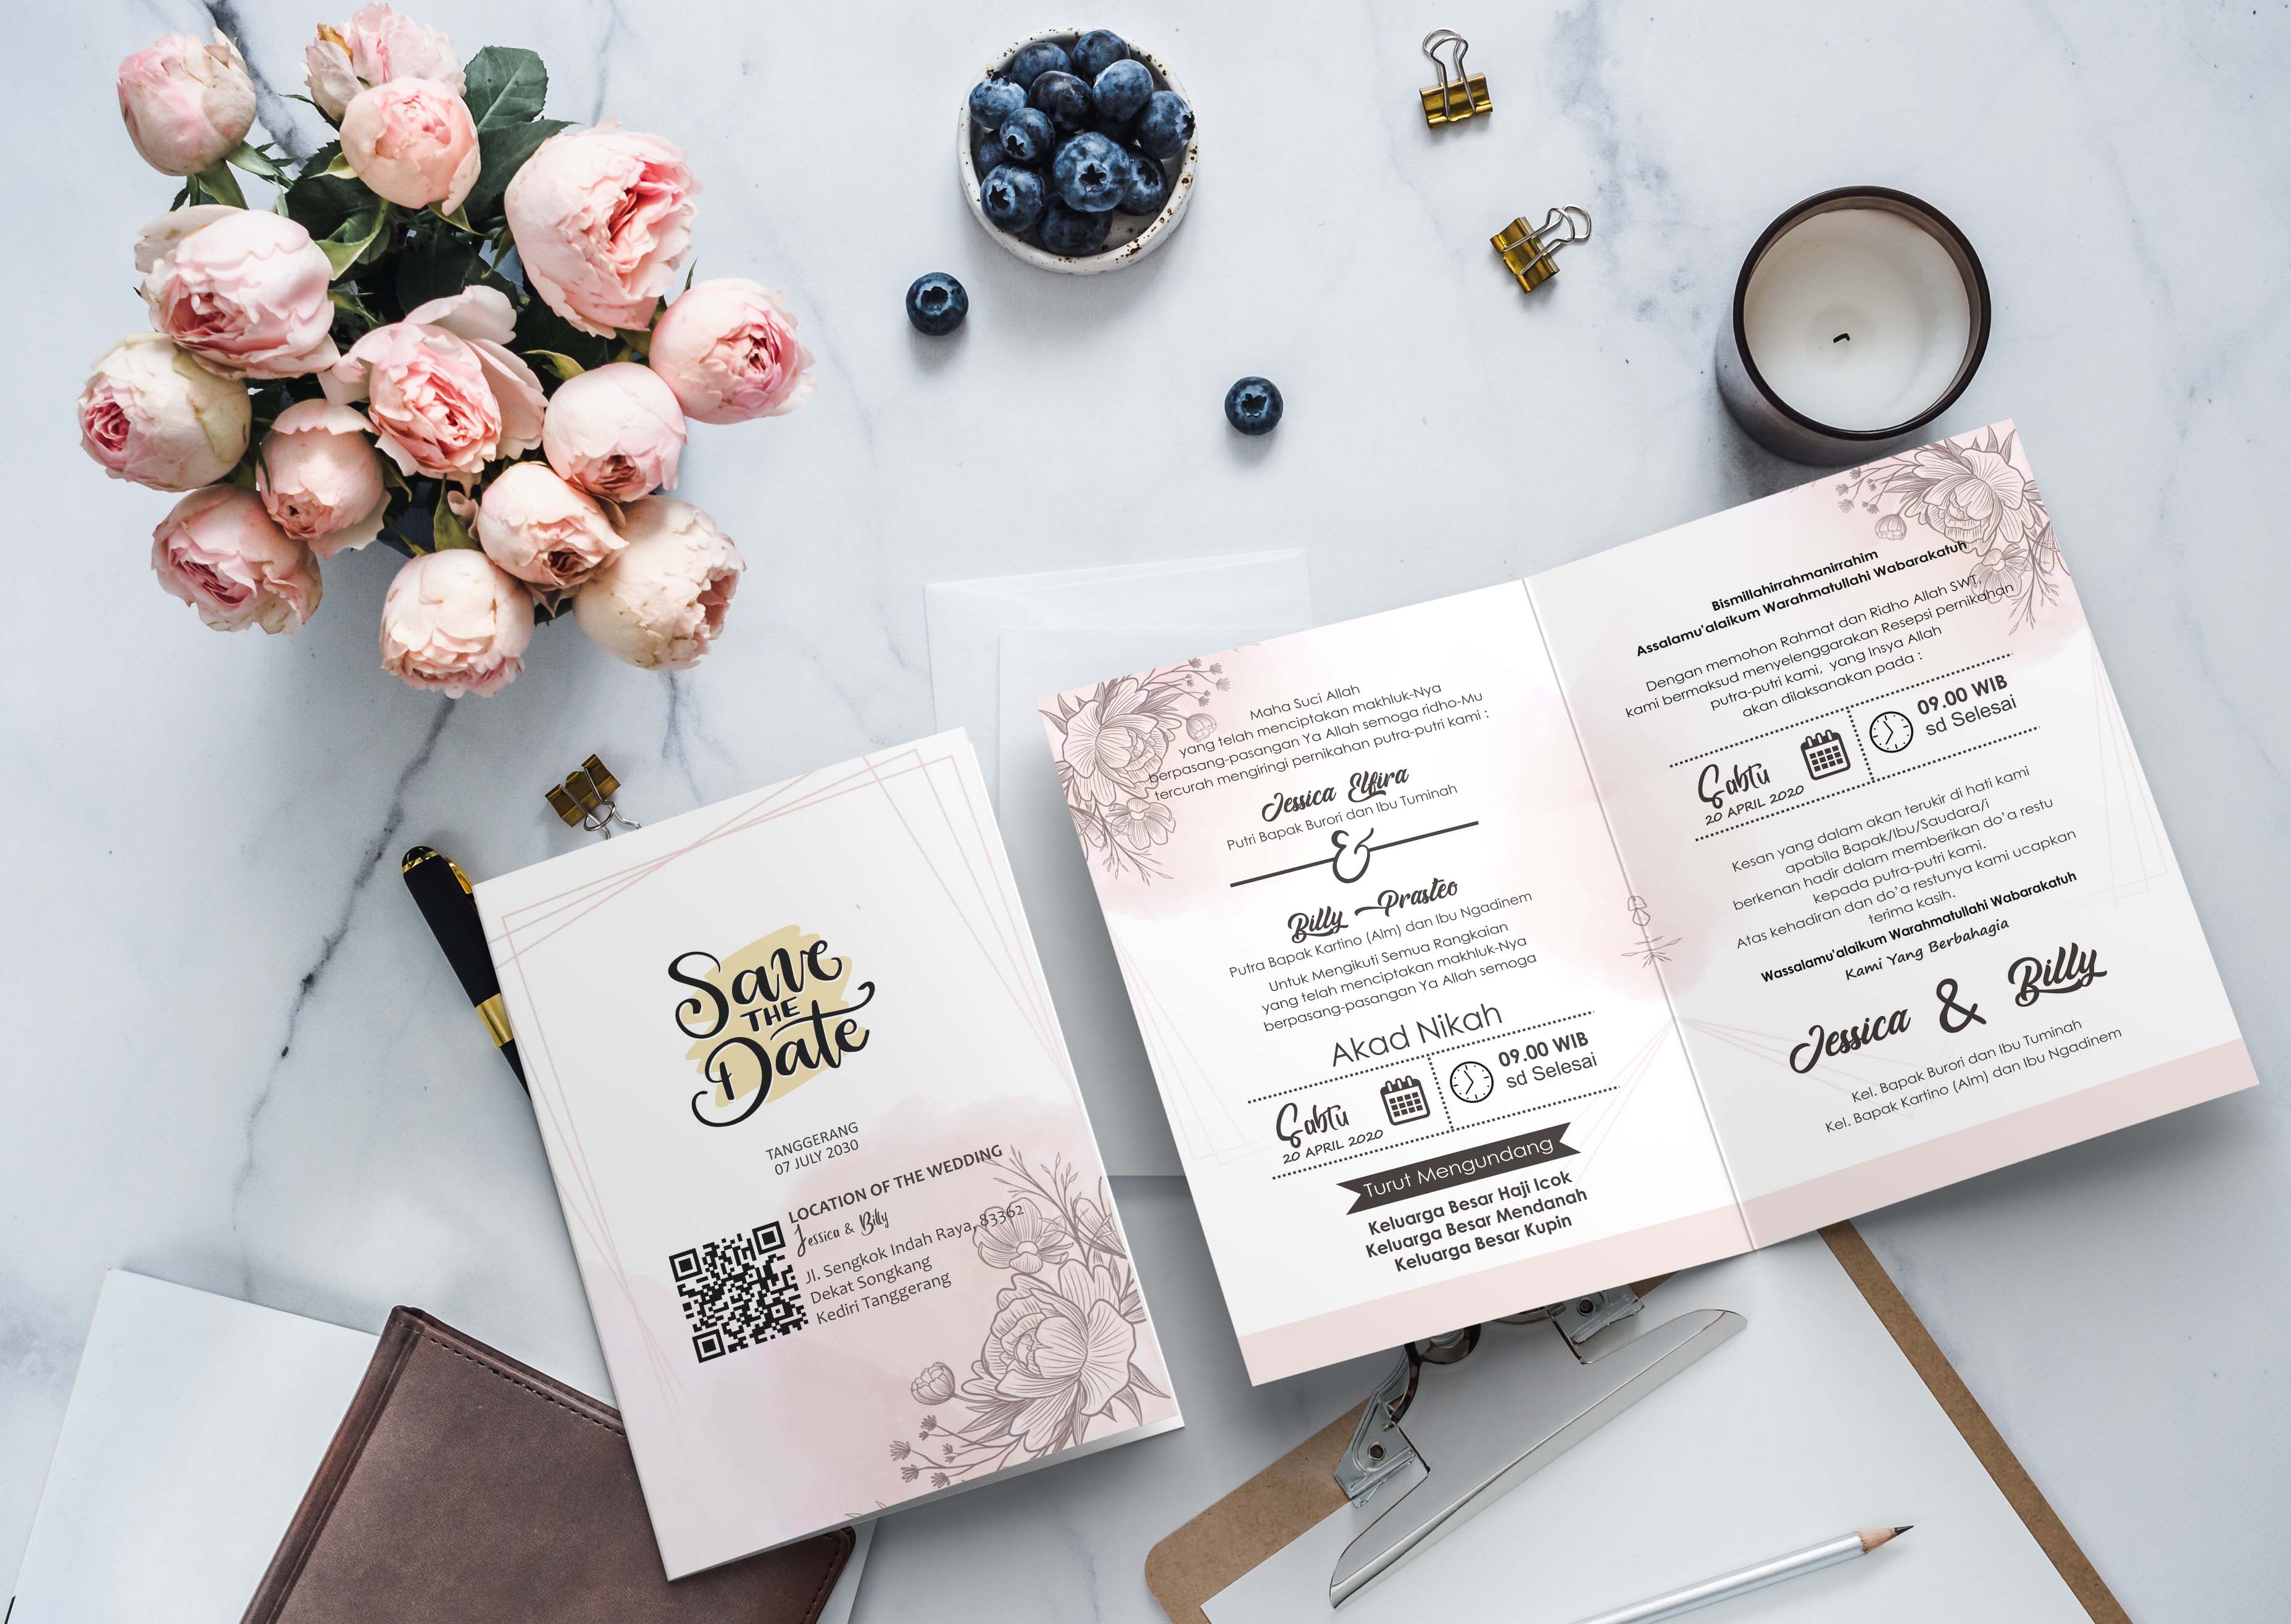 Save
THE
Date
TANGGERANG
07 JULY 2030
LOCATION OF THE WEDDING
Jessica & Billy
Jl. Sengkok Indah Raya, 83362
Dekat Songkang
Kediri Tanggerang
Maha Suci Allah
yang telah menciptakan makhluk-Nya
berpasang-pasangan Ya Allah semoga ridho-Mu
tercurah mengiringi pernikahan putra-putri kami :
Jessica Elfira
Putri Bapak Burori dan Ibu Tuminah
&
Billy Prasteo
Putra Bapak Kartino (Alm) dan Ibu Ngadinem
Untuk Mengikuti Semua Rangkaian
yang telah menciptakan makhluk-Nya
berpasang-pasangan Ya Allah semoga
Akad Nikah
Sabtu
20 APRIL 2020
09.00 WIB
sd Selesai
Turut Mengundang
Keluarga Besar Haji Icok
Keluarga Besar Mendanah
Keluarga Besar Kupin
Bismillahirrahmanirrahim
Assalamu'alaikum Warahmatullahi Wabarakatuh
Dengan memohon Rahmat dan Ridho Allah SWT,
kami bermaksud menyelenggarakan Resepsi pernikahan
putra-putri kami, yang Insya Allah
akan dilaksanakan pada :
Sabtu
20 APRIL 2020
09.00 WIB
sd Selesai
Kesan yang dalam akan terukir di hati kami
apabila Bapak/Ibu/Saudara/i
berkenan hadir dalam memberikan do'a restu
kepada putra-putri kami.
Atas kehadiran dan do'a restunya kami ucapkan
terima kasih.
Wassalamu'alaikum Warahmatullahi Wabarakatuh
Kami Yang Berbahagia
Jessica & Billy
Kel. Bapak Burori dan Ibu Tuminah
Kel. Bapak Kartino (Alm) dan Ibu Ngadinem